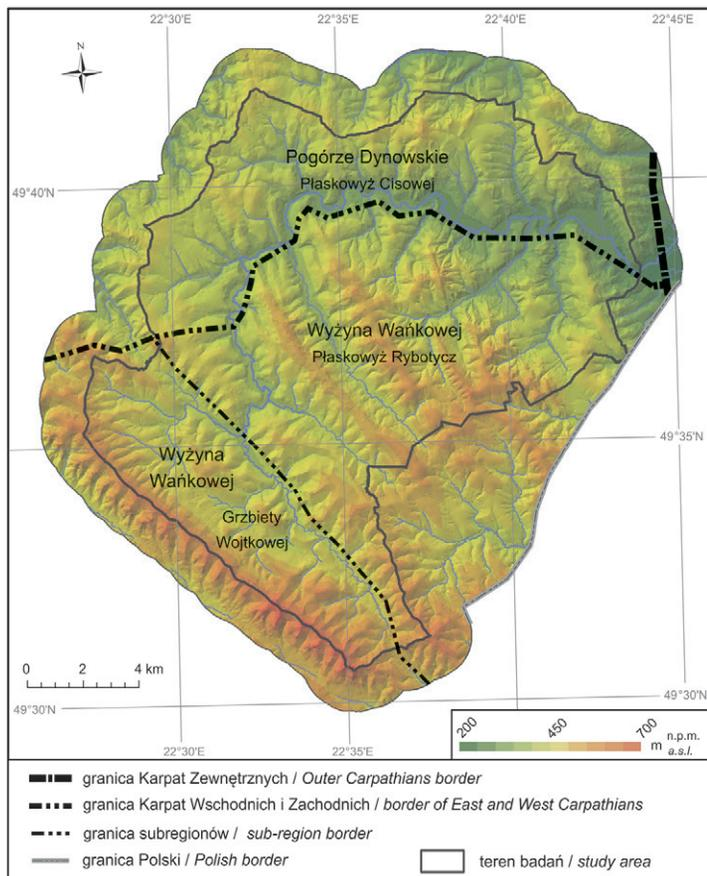 22°30'E 22°35'E 22°40'E 22°45'E
N
49°40'N
Pogórze Dynowskie
Płaskowyż Cisowej
49°40'N
Wyżyna Wańkowej
Płaskowyż Rybotycz
49°35'N
Wyżyna
Wańkowej
Grzbiety
Wojtkowej
0 2 4 km
49°30'N
49°30'N
22°30'E 22°35'E
200 450 700 n.p.m.
m a.s.l.
granica Karpat Zewnętrznych / Outer Carpathians border
granica Karpat Wschodnich i Zachodnich / border of East and West Carpathians
granica subregionów / sub-region border
granica Polski / Polish border
teren badań / study area